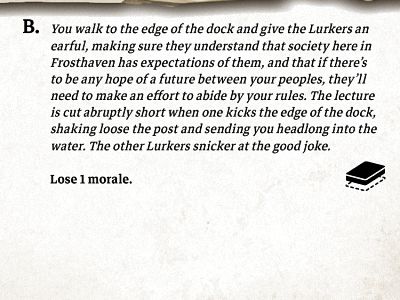 B. You walk to the edge of the dock and give the Lurkers an
earful, making sure they understand that society here in
Frosthaven has expectations of them, and that if there’s
to be any hope of a future between your peoples, they’ll
need to make an effort to abide by your rules. The lecture
is cut abruptly short when one kicks the edge of the dock,
shaking loose the post and sending you headlong into the
water. The other Lurkers snicker at the good joke.
Lose 1 morale.